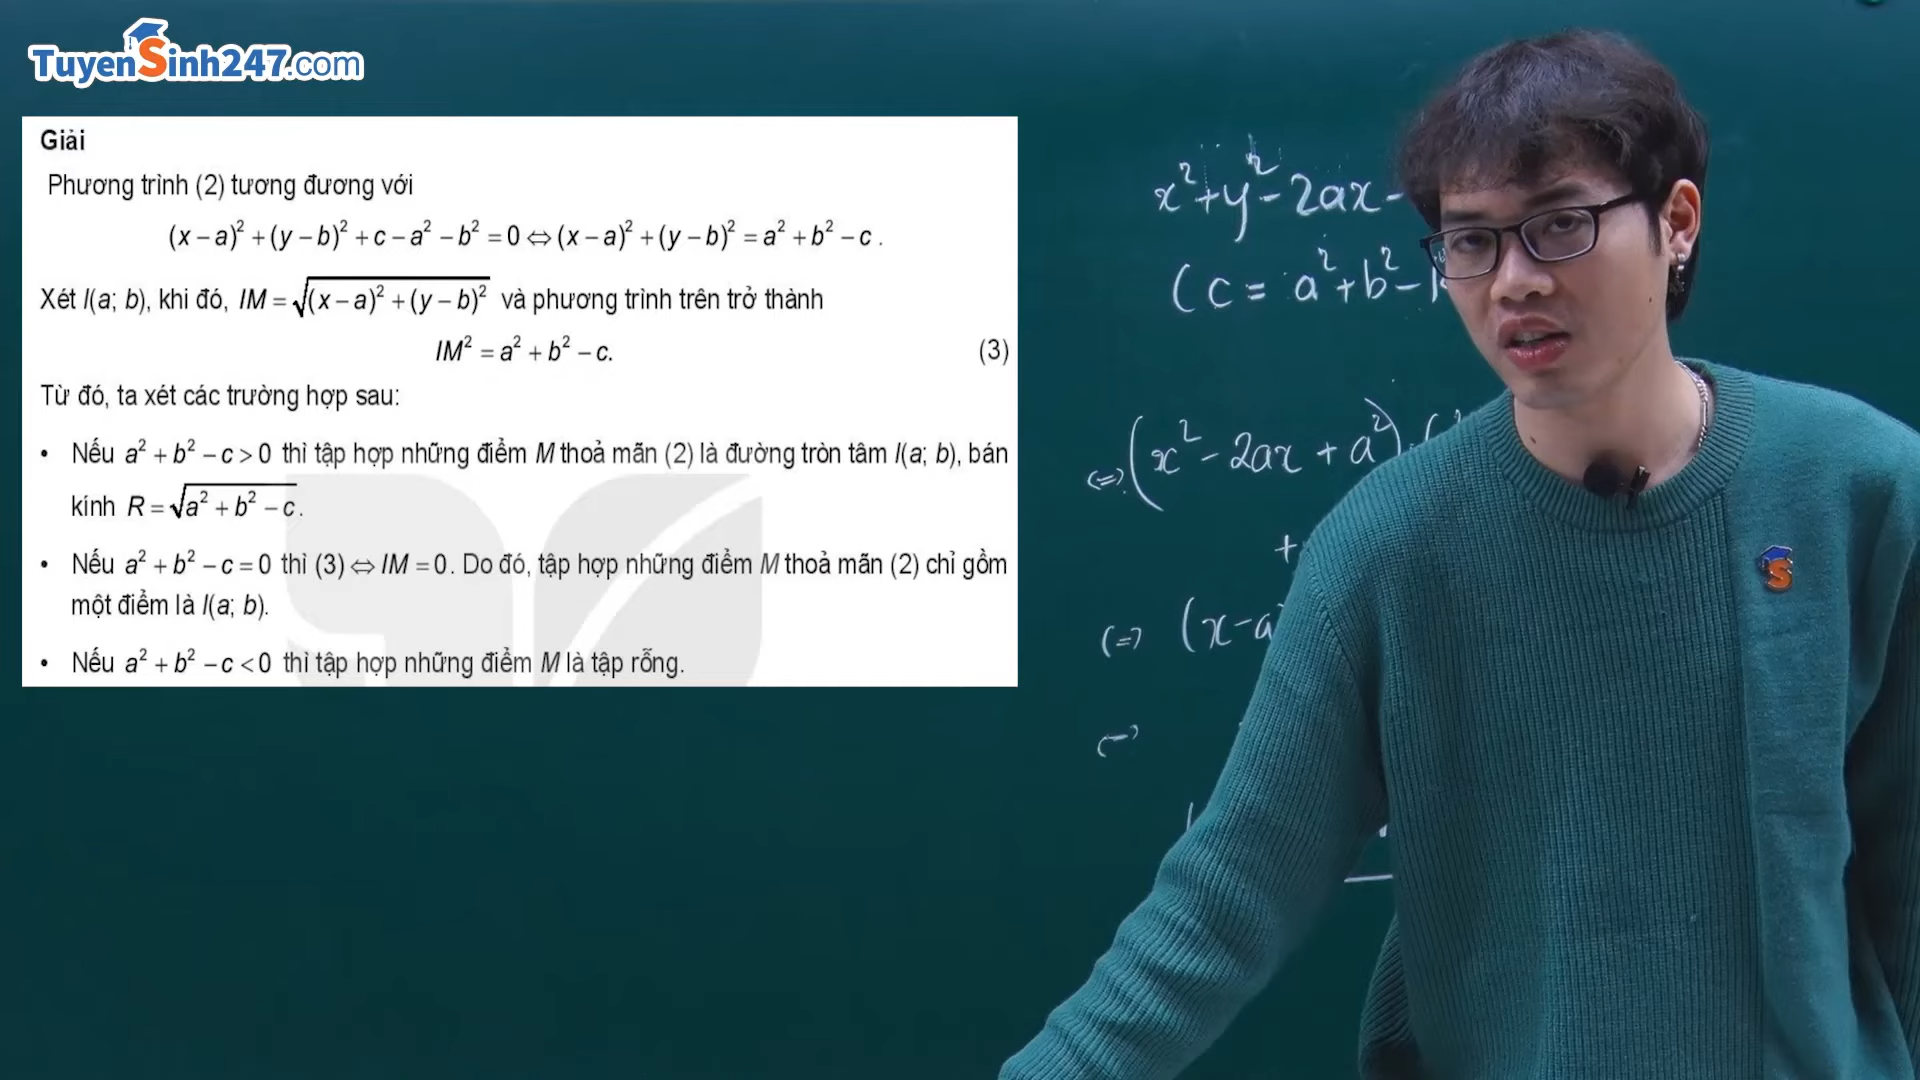 TuyenSinh247.com
Giải
Phương trình (2) tương đương với
(x – a)² + (y – b)² + c – a² – b² = 0 ⇔ (x – a)² + (y – b)² = a² + b² – c .
Xét I(a; b), khi đó, IM = √((x – a)² + (y – b)²) và phương trình trên trở thành
IM² = a² + b² – c. (3)
Từ đó, ta xét các trường hợp sau:
• Nếu a² + b² – c > 0 thì tập hợp những điểm M thoả mãn (2) là đường tròn tâm I(a; b), bán
kính R = √(a² + b² – c).
• Nếu a² + b² – c = 0 thì (3) ⇔ IM = 0. Do đó, tập hợp những điểm M thoả mãn (2) chỉ gồm
một điểm là I(a; b).
• Nếu a² + b² – c < 0 thì tập hợp những điểm M là tập rỗng.
x² + y² - 2ax -
(c = a² + b² -
⇔ (x² - 2ax + a²)
+
⇔ (x - a
⇔
S